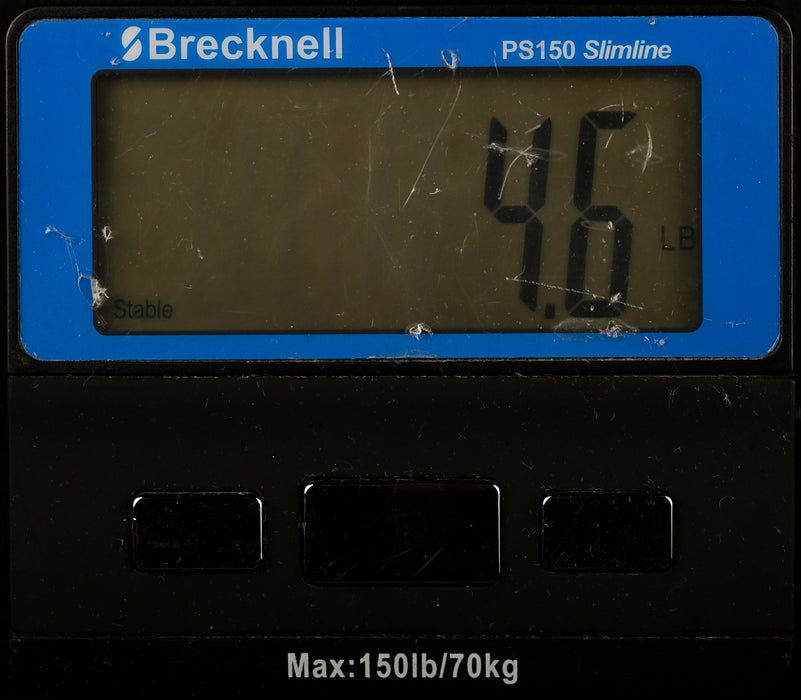 Brecknell
PS150 Slimline
4.6
LB
Stable
Max:150lb/70kg